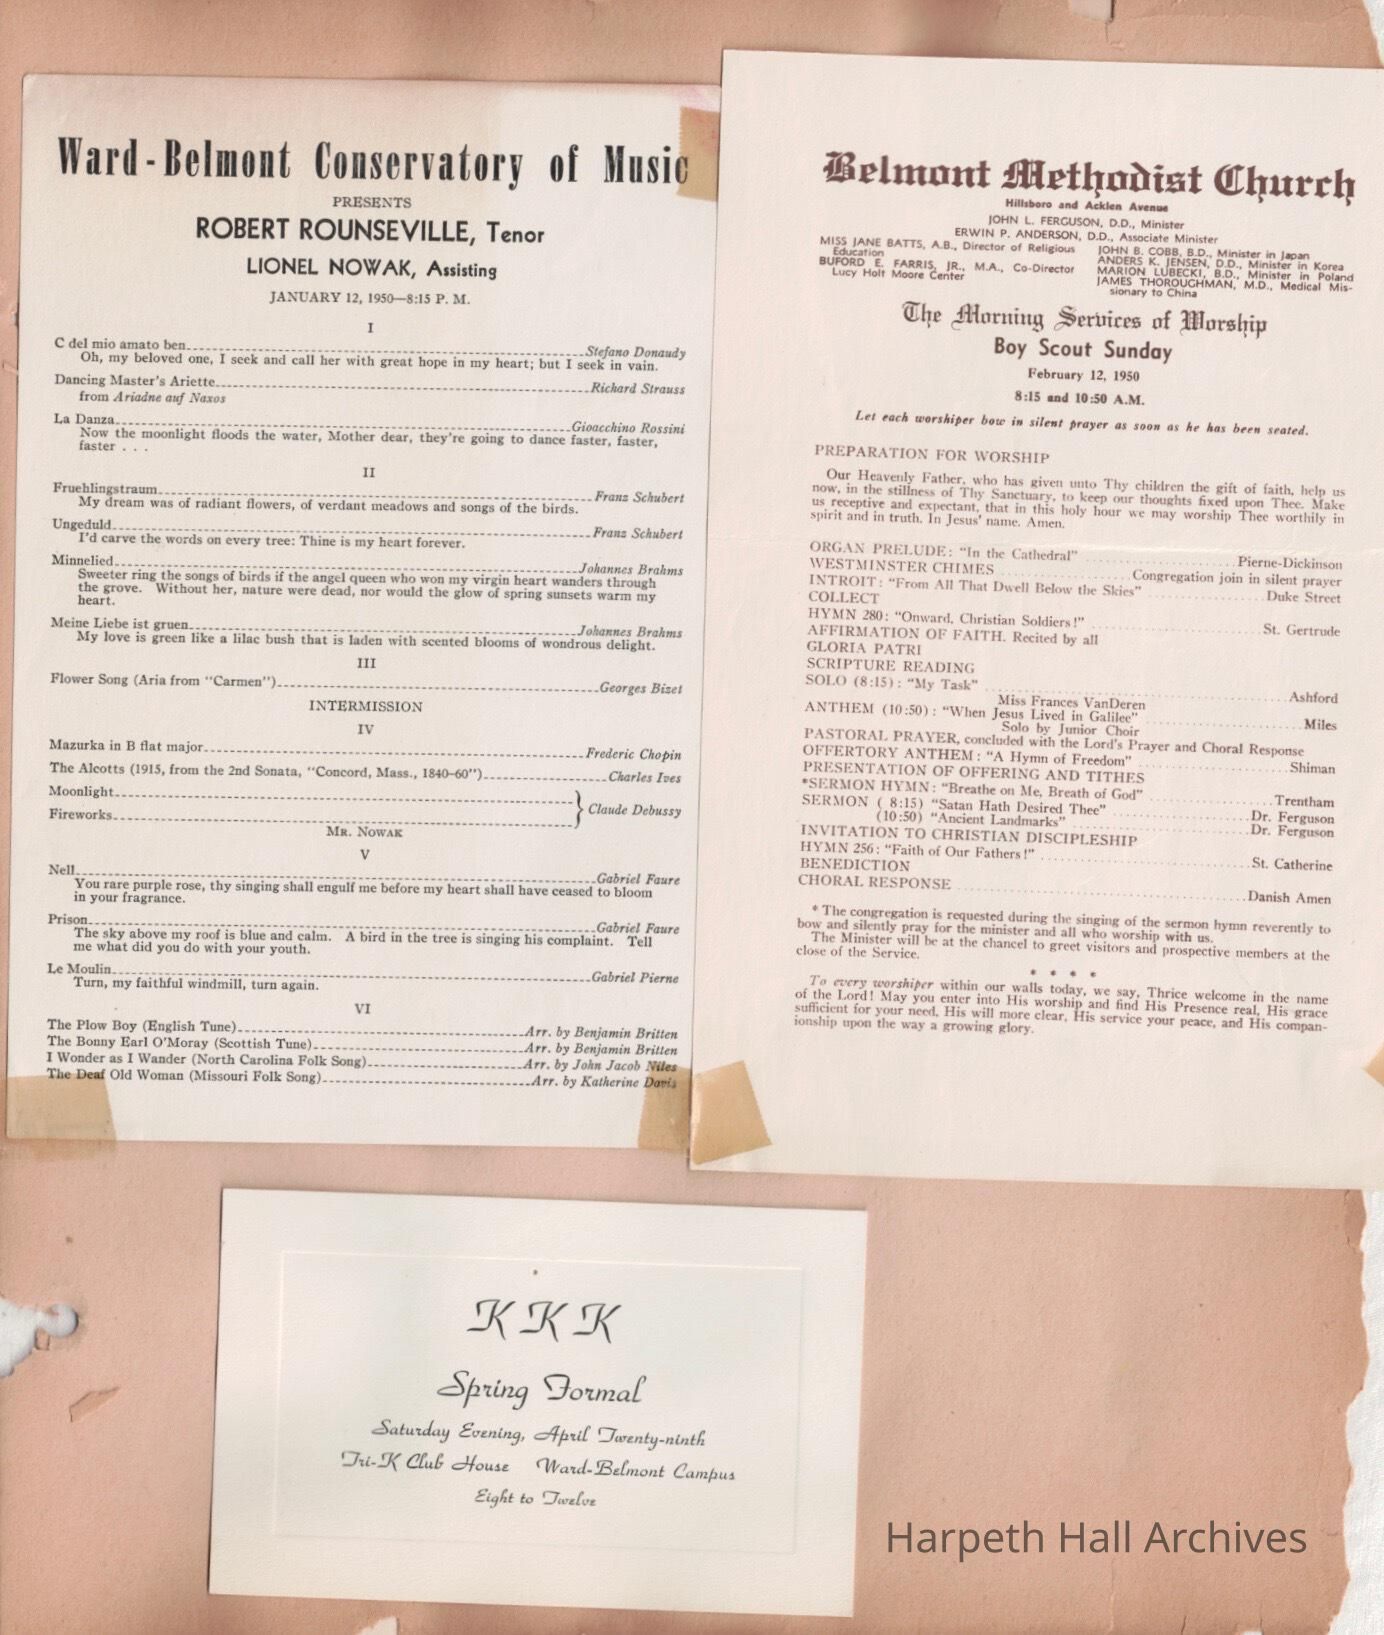 Ward-Belmont Conservatory of Music
PRESENTS
ROBERT ROUNSEVILLE, Tenor
LIONEL NOWAK, Assisting
JANUARY 12, 1950—8:15 P. M.
I
C del mio amato ben Stefano Donaudy
Oh, my beloved one, I seek and call her with great hope in my heart; but I seek in vain.
Dancing Master's Ariette Richard Strauss
from Ariadne auf Naxos
La Danza Gioacchino Rossini
Now the moonlight floods the water, Mother dear, they're going to dance faster, faster,
faster . . .
II
Fruehlingstraum Franz Schubert
My dream was of radiant flowers, of verdant meadows and songs of the birds.
Ungeduld Franz Schubert
I'd carve the words on every tree: Thine is my heart forever.
Minnelied Johannes Brahms
Sweeter ring the songs of birds if the angel queen who won my virgin heart wanders through
the grove. Without her, nature were dead, nor would the glow of spring sunsets warm my
heart.
Meine Liebe ist gruen Johannes Brahms
My love is green like a lilac bush that is laden with scented blooms of wondrous delight.
III
Flower Song (Aria from "Carmen") Georges Bizet
INTERMISSION
IV
Mazurka in B flat major Frederic Chopin
The Alcotts (1915, from the 2nd Sonata, "Concord, Mass., 1840-60") Charles Ives
Moonlight
} Claude Debussy
Fireworks
MR. NOWAK
V
Nell Gabriel Faure
You rare purple rose, thy singing shall engulf me before my heart shall have ceased to bloom
in your fragrance.
Prison Gabriel Faure
The sky above my roof is blue and calm. A bird in the tree is singing his complaint. Tell
me what did you do with your youth.
Le Moulin Gabriel Pierne
Turn, my faithful windmill, turn again.
VI
The Plow Boy (English Tune) Arr. by Benjamin Britten
The Bonny Earl O'Moray (Scottish Tune) Arr. by Benjamin Britten
I Wonder as I Wander (North Carolina Folk Song) Arr. by John Jacob Niles
The Deaf Old Woman (Missouri Folk Song) Arr. by Katherine Davis
Belmont Methodist Church
Hillsboro and Acklen Avenue
JOHN L. FERGUSON, D.D., Minister
ERWIN P. ANDERSON, D.D., Associate Minister
MISS JANE BATTS, A.B., Director of Religious
Education
BUFORD E. FARRIS, JR., M.A., Co-Director
Lucy Holt Moore Center
JOHN B. COBB, B.D., Minister in Japan
ANDERS K. JENSEN, D.D., Minister in Korea
MARION LUBECKI, B.D., Minister in Poland
JAMES THOROUGHMAN, M.D., Medical Mis-
sionary to China
The Morning Services of Worship
Boy Scout Sunday
February 12, 1950
8:15 and 10:50 A.M.
Let each worshiper bow in silent prayer as soon as he has been seated.
PREPARATION FOR WORSHIP
Our Heavenly Father, who has given unto Thy children the gift of faith, help us
now, in the stillness of Thy Sanctuary, to keep our thoughts fixed upon Thee. Make
us receptive and expectant, that in this holy hour we may worship Thee worthily in
spirit and in truth. In Jesus' name. Amen.
ORGAN PRELUDE: "In the Cathedral" Pierne-Dickinson
WESTMINSTER CHIMES Congregation join in silent prayer
INTROIT: "From All That Dwell Below the Skies" Duke Street
COLLECT
HYMN 280: "Onward, Christian Soldiers!" St. Gertrude
AFFIRMATION OF FAITH. Recited by all
GLORIA PATRI
SCRIPTURE READING
SOLO (8:15): "My Task" Ashford
Miss Frances VanDeren
ANTHEM (10:50): "When Jesus Lived in Galilee" Miles
Solo by Junior Choir
PASTORAL PRAYER, concluded with the Lord's Prayer and Choral Response
OFFERTORY ANTHEM: "A Hymn of Freedom" Shiman
PRESENTATION OF OFFERING AND TITHES
*SERMON HYMN: "Breathe on Me, Breath of God" Trentham
SERMON ( 8:15) "Satan Hath Desired Thee" Dr. Ferguson
(10:50) "Ancient Landmarks" Dr. Ferguson
INVITATION TO CHRISTIAN DISCIPLESHIP
HYMN 256: "Faith of Our Fathers!" St. Catherine
BENEDICTION
CHORAL RESPONSE Danish Amen
* The congregation is requested during the singing of the sermon hymn reverently to
bow and silently pray for the minister and all who worship with us.
The Minister will be at the chancel to greet visitors and prospective members at the
close of the Service.
* * * *
To every worshiper within our walls today, we say, Thrice welcome in the name
of the Lord! May you enter into His worship and find His Presence real, His grace
sufficient for your need, His will more clear, His service your peace, and His compan-
ionship upon the way a growing glory.
KKK
Spring Formal
Saturday Evening, April Twenty-ninth
Tri-K Club House Ward-Belmont Campus
Eight to Twelve
Harpeth Hall Archives